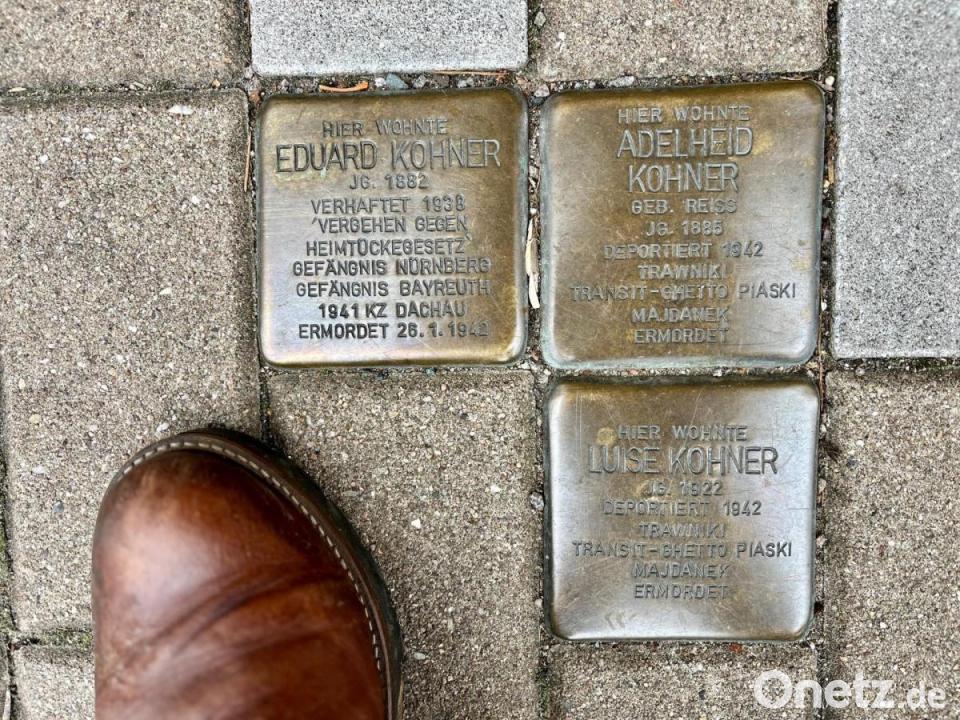 HIER WOHNTE
EDUARD KOHNER
JG. 1882
VERHAFTET 1938
'VERGEHEN GEGEN
HEIMTÜCKEGESETZ'
GEFÄNGNIS NÜRNBERG
GEFÄNGNIS BAYREUTH
1941 KZ DACHAU
ERMORDET 26.1.1942
HIER WOHNTE
ADELHEID
KOHNER
GEB. REISS
JG. 1885
DEPORTIERT 1942
TRAWNIKI
TRANSIT-GHETTO PIASKI
MAJDANEK
ERMORDET
HIER WOHNTE
LUISE KOHNER
JG. 1922
DEPORTIERT 1942
TRAWNIKI
TRANSIT-GHETTO PIASKI
MAJDANEK
ERMORDET
Onetz.de